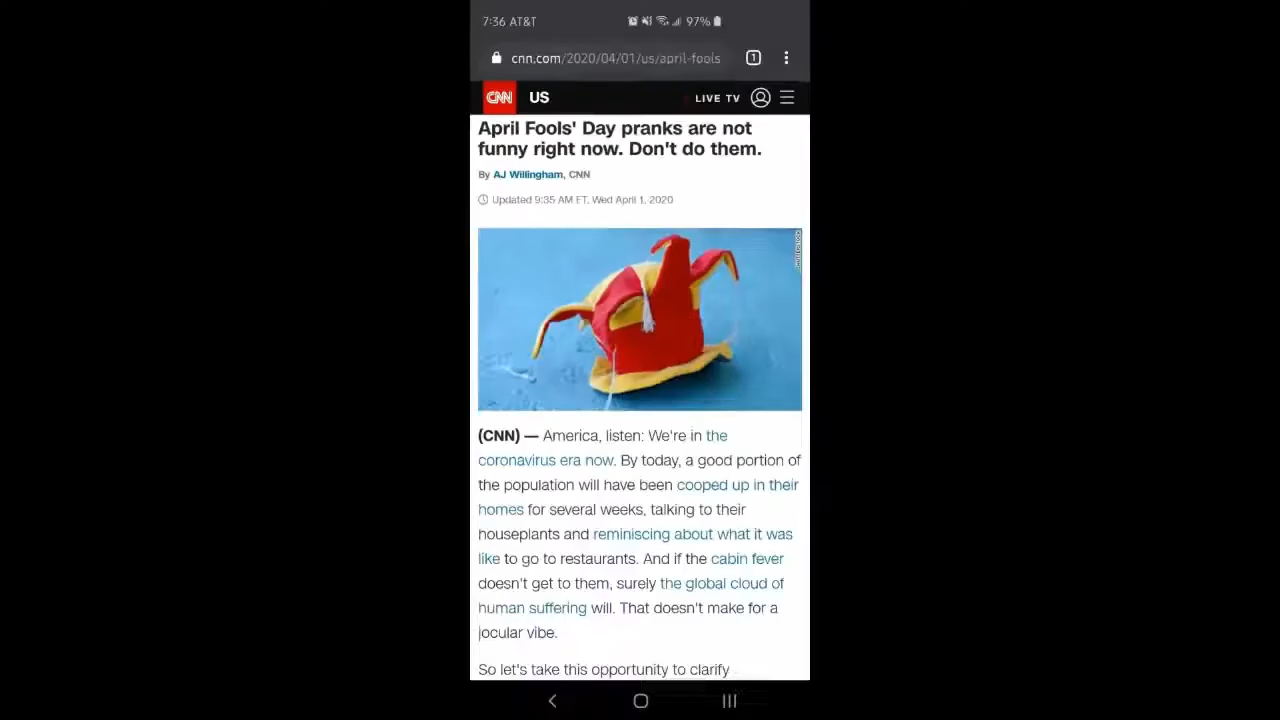 7:36 AT&T 97%
cnn.com/2020/04/01/us/april-fools 1
CNN US LIVE TV
April Fools' Day pranks are not
funny right now. Don't do them.
By AJ Willingham, CNN
Updated 9:35 AM ET, Wed April 1, 2020
(CNN) — America, listen: We're in the
coronavirus era now. By today, a good portion of
the population will have been cooped up in their
homes for several weeks, talking to their
houseplants and reminiscing about what it was
like to go to restaurants. And if the cabin fever
doesn't get to them, surely the global cloud of
human suffering will. That doesn't make for a
jocular vibe.
So let's take this opportunity to clarify